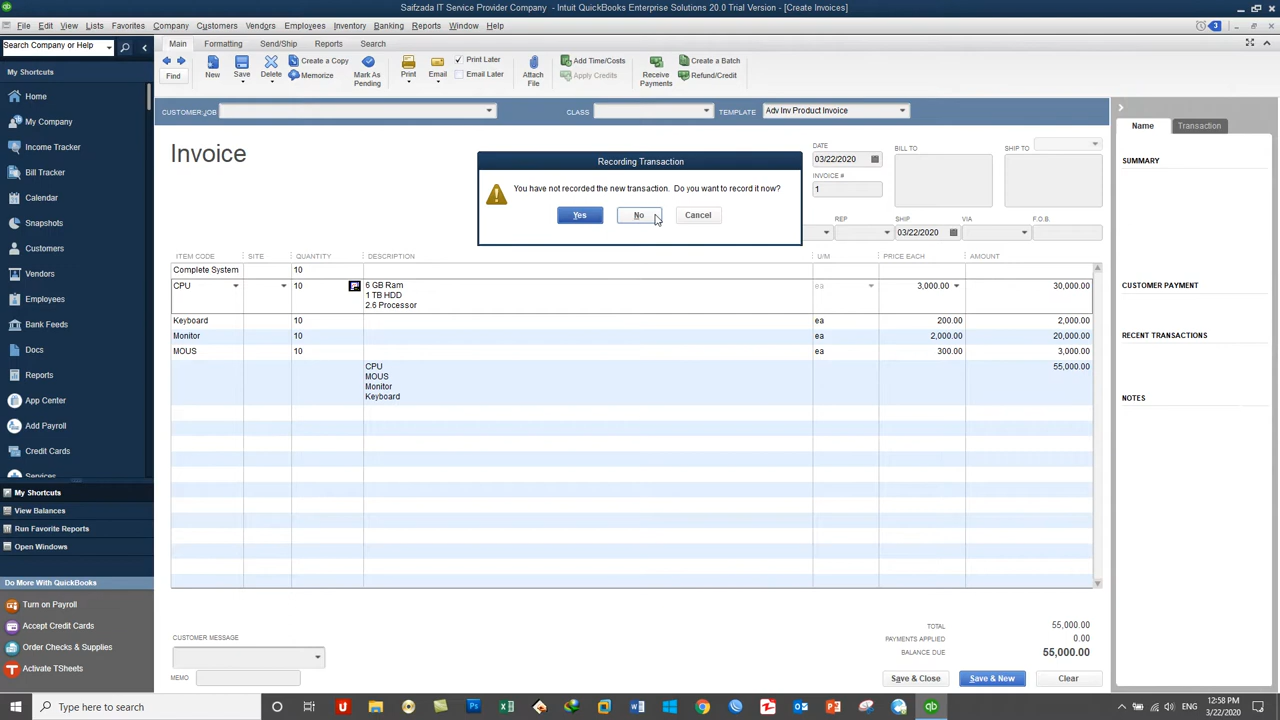 Saifzada IT Service Provider Company - Intuit QuickBooks Enterprise Solutions 20.0 Trial Version - [Create Invoices]
File Edit View Lists Favorites Company Customers Vendors Employees Inventory Banking Reports Window Help
3
Search Company or Help
Main Formatting Send/Ship Reports Search
Find
New
Save
Delete
Create a Copy
Memorize
Mark As
Pending
Print
Email
Print Later
Email Later
Attach
File
Add Time/Costs
Apply Credits
Receive
Payments
Create a Batch
Refund/Credit
My Shortcuts
Home
My Company
Income Tracker
Bill Tracker
Calendar
Snapshots
Customers
Vendors
Employees
Bank Feeds
Docs
Reports
App Center
Add Payroll
Credit Cards
Services
My Shortcuts
View Balances
Run Favorite Reports
Open Windows
Do More With QuickBooks
Turn on Payroll
Accept Credit Cards
Order Checks & Supplies
Activate TSheets
CUSTOMER:JOB
CLASS
TEMPLATE Adv Inv Product Invoice
Invoice
DATE
03/22/2020
INVOICE #
1
BILL TO
SHIP TO
REP
SHIP
03/22/2020
VIA
F.O.B.
Recording Transaction
You have not recorded the new transaction. Do you want to record it now?
Yes No Cancel
ITEM CODE SITE QUANTITY DESCRIPTION U/M PRICE EACH AMOUNT
Complete System 10
CPU 10 6 GB Ram ea 3,000.00 30,000.00
1 TB HDD
2.6 Processor
Keyboard 10 ea 200.00 2,000.00
Monitor 10 ea 2,000.00 20,000.00
MOUS 10 ea 300.00 3,000.00
CPU 55,000.00
MOUS
Monitor
Keyboard
TOTAL 55,000.00
PAYMENTS APPLIED 0.00
BALANCE DUE 55,000.00
CUSTOMER MESSAGE
MEMO
Save & Close Save & New Clear
Name Transaction
SUMMARY
CUSTOMER PAYMENT
RECENT TRANSACTIONS
NOTES
Type here to search
12:58 PM
3/22/2020